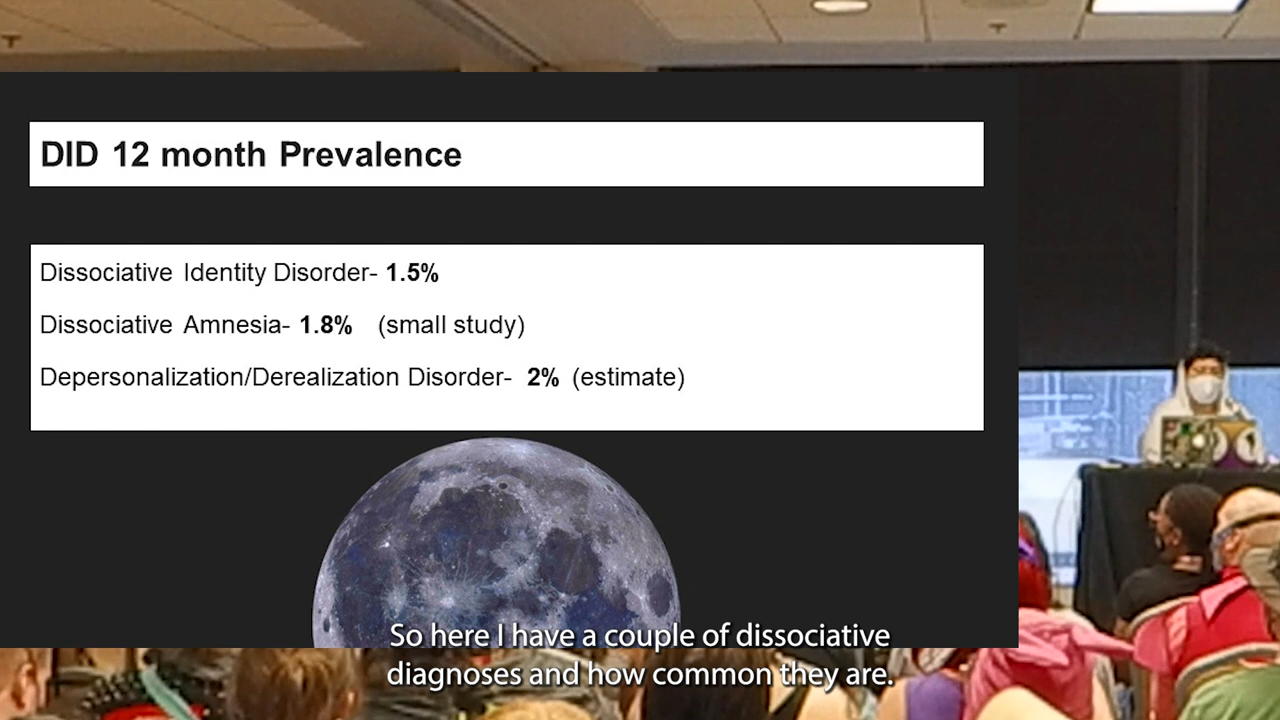 DID 12 month Prevalence
Dissociative Identity Disorder- 1.5%
Dissociative Amnesia- 1.8% (small study)
Depersonalization/Derealization Disorder- 2% (estimate)
So here I have a couple of dissociative
diagnoses and how common they are.